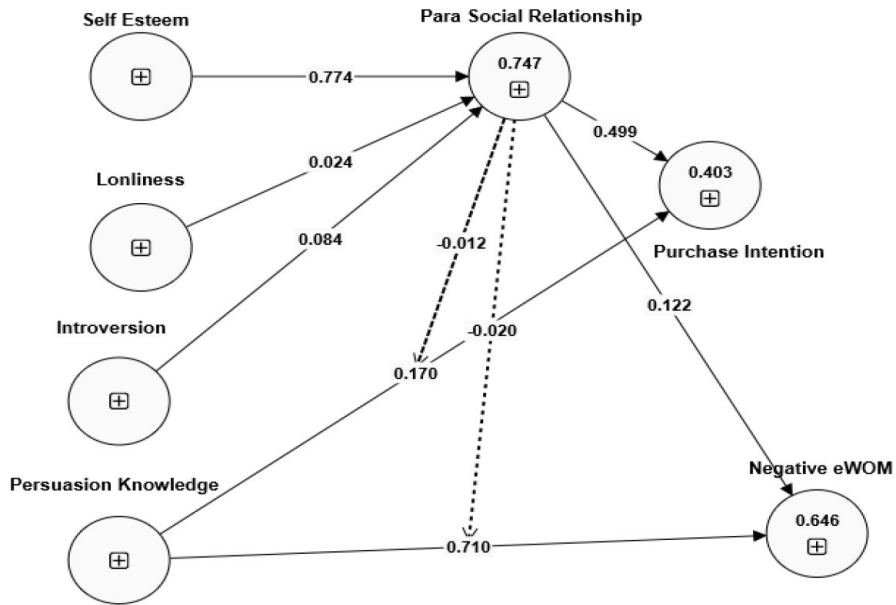 Self Esteem
Para Social Relationship
0.747
0.774
0.499
0.024
Lonliness
0.403
0.084
-0.012
Purchase Intention
0.122
Introversion
-0.020
0.170
Negative eWOM
Persuasion Knowledge
0.646
0.710